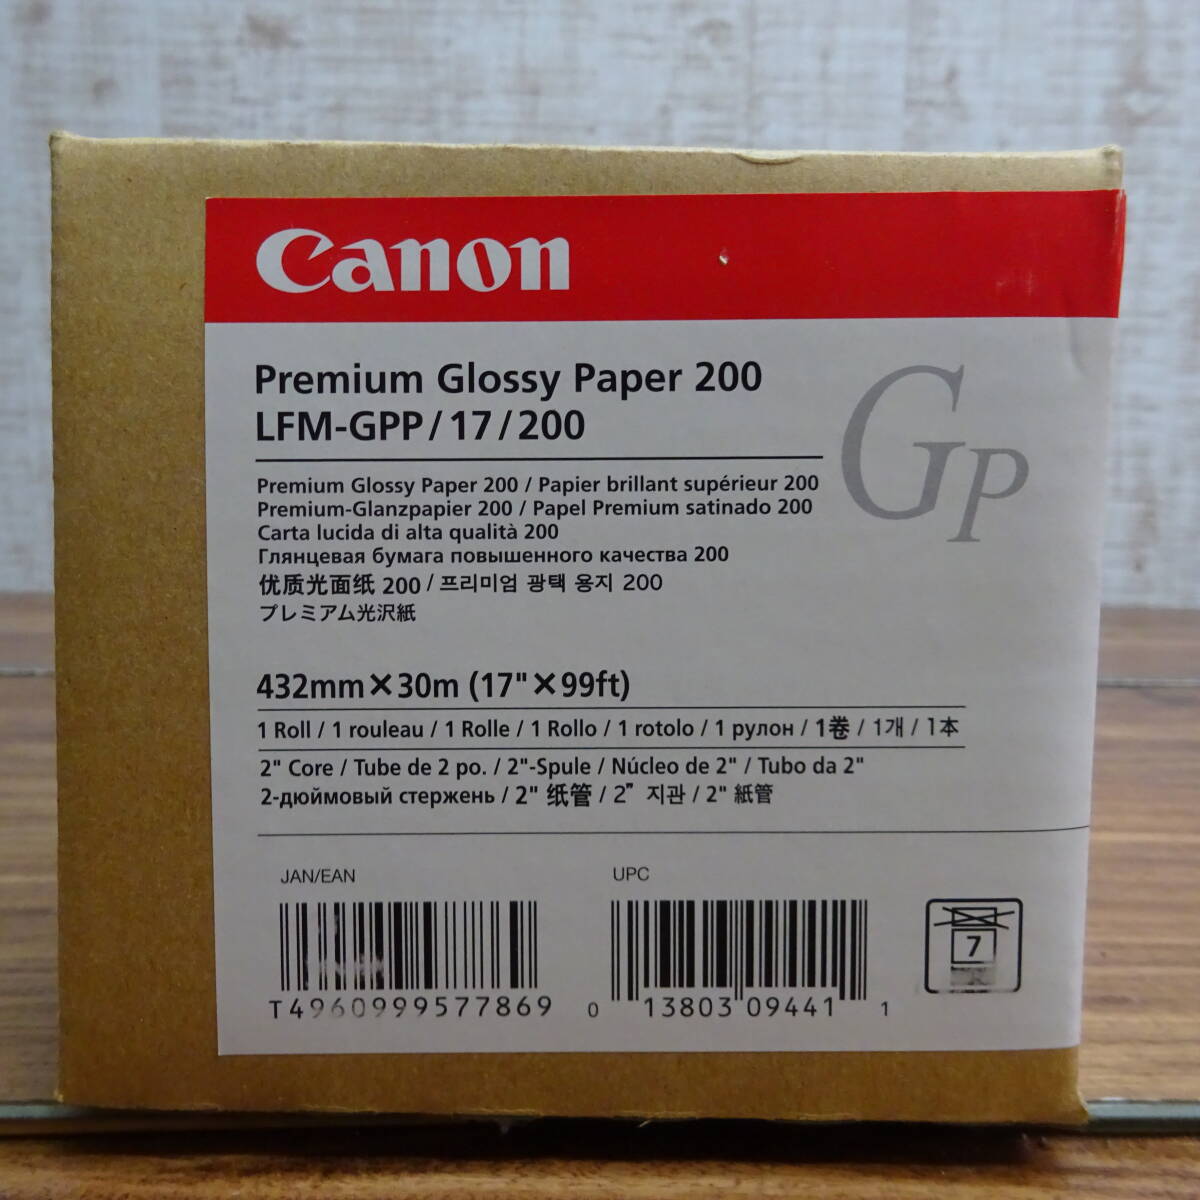 Canon
Premium Glossy Paper 200
LFM-GPP/17/200
GP
Premium Glossy Paper 200 / Papier brillant supérieur 200
Premium-Glanzpapier 200 / Papel Premium satinado 200
Carta lucida di alta qualità 200
Глянцевая бумага повышенного качества 200
优质光面纸 200 / 프리미엄 광택 용지 200
プレミアム光沢紙
432mm×30m (17"×99ft)
1 Roll / 1 rouleau / 1 Rolle / 1 Rollo / 1 rotolo / 1 рулон / 1卷 / 1개 / 1本
2" Core / Tube de 2 po. / 2"-Spule / Núcleo de 2" / Tubo da 2"
2-дюймовый стержень / 2" 纸管 / 2" 지관 / 2" 紙管
JAN/EAN
UPC
T4960999577869
0 13803 09441 1
7